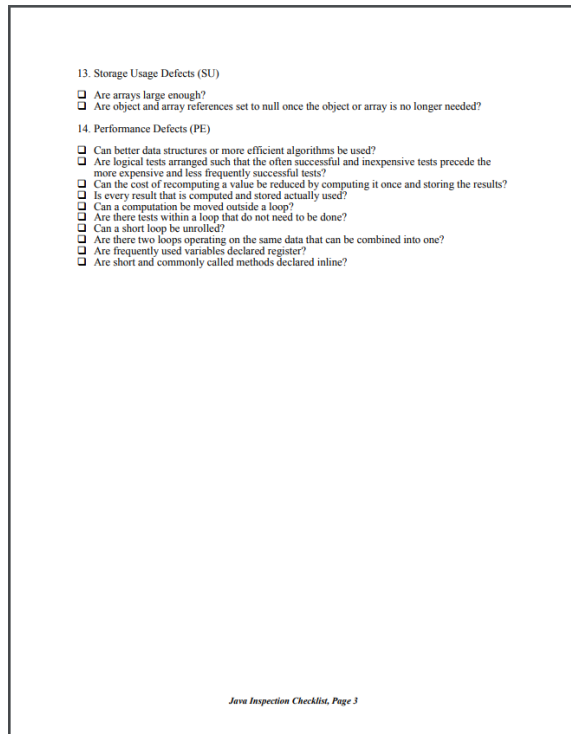 13. Storage Usage Defects (SU)
❑ Are arrays large enough?
❑ Are object and array references set to null once the object or array is no longer needed?
14. Performance Defects (PE)
❑ Can better data structures or more efficient algorithms be used?
❑ Are logical tests arranged such that the often successful and inexpensive tests precede the
more expensive and less frequently successful tests?
❑ Can the cost of recomputing a value be reduced by computing it once and storing the results?
❑ Is every result that is computed and stored actually used?
❑ Can a computation be moved outside a loop?
❑ Are there tests within a loop that do not need to be done?
❑ Can a short loop be unrolled?
❑ Are there two loops operating on the same data that can be combined into one?
❑ Are frequently used variables declared register?
❑ Are short and commonly called methods declared inline?
Java Inspection Checklist, Page 3